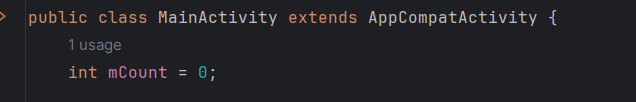 public class MainActivity extends AppCompatActivity {
1 usage
int mCount = 0;